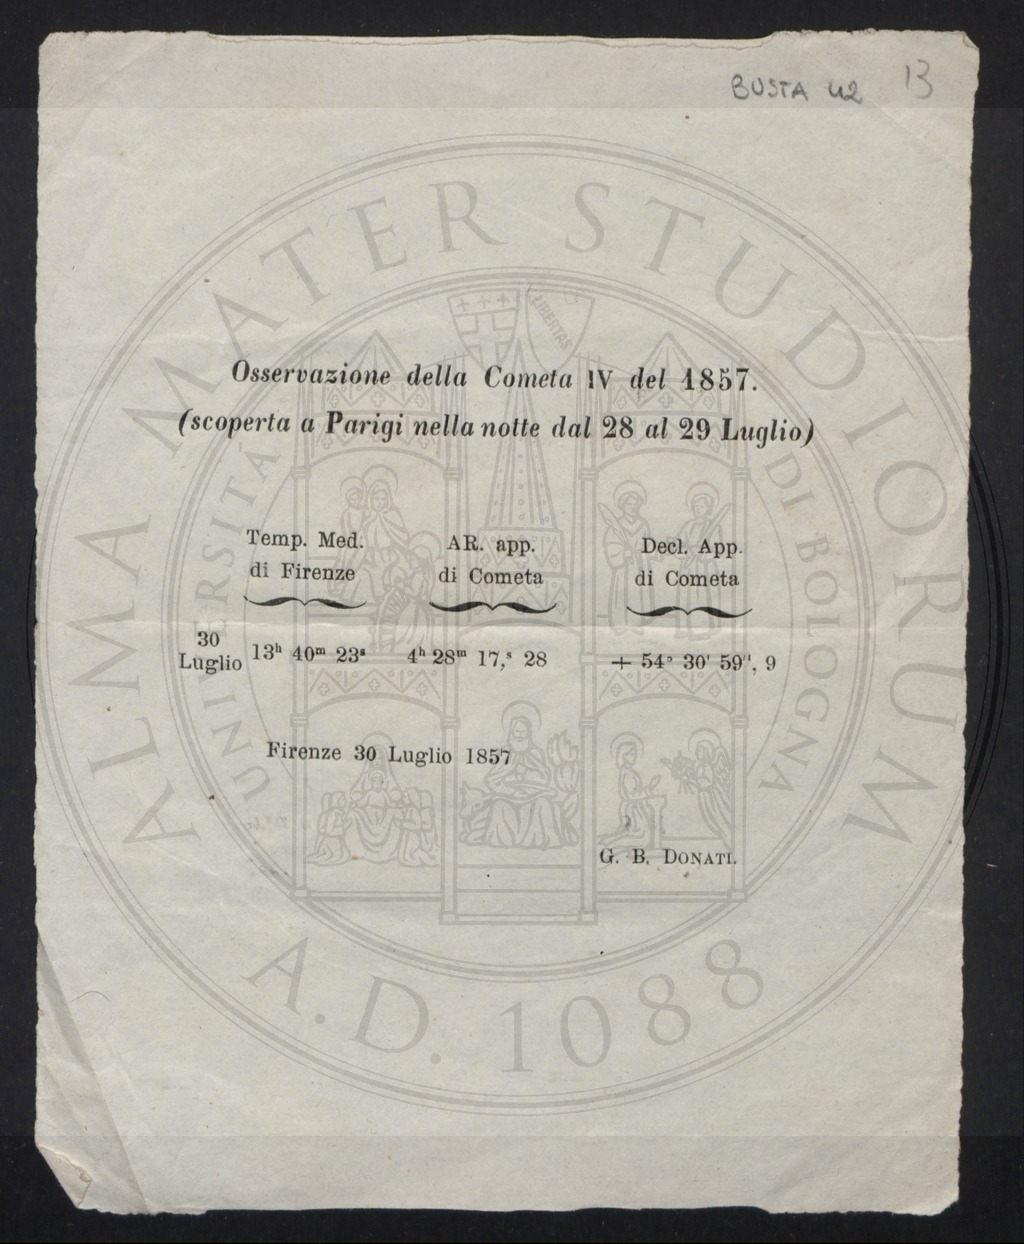 BUSTA 42 13
Osservazione della Cometa IV del 1857.
(scoperta a Parigi nella notte dal 28 al 29 Luglio)
Temp. Med. AR. app. Decl. App.
di Firenze di Cometa di Cometa
30
Luglio 13h 40m 23s 4h 28m 17,s 28 + 54° 30' 59", 9
Firenze 30 Luglio 1857
G. B. DONATI.
ALMA MATER STUDIORUM
UNIVERSITÀ DI BOLOGNA
LIBERTAS
A.D. 1088